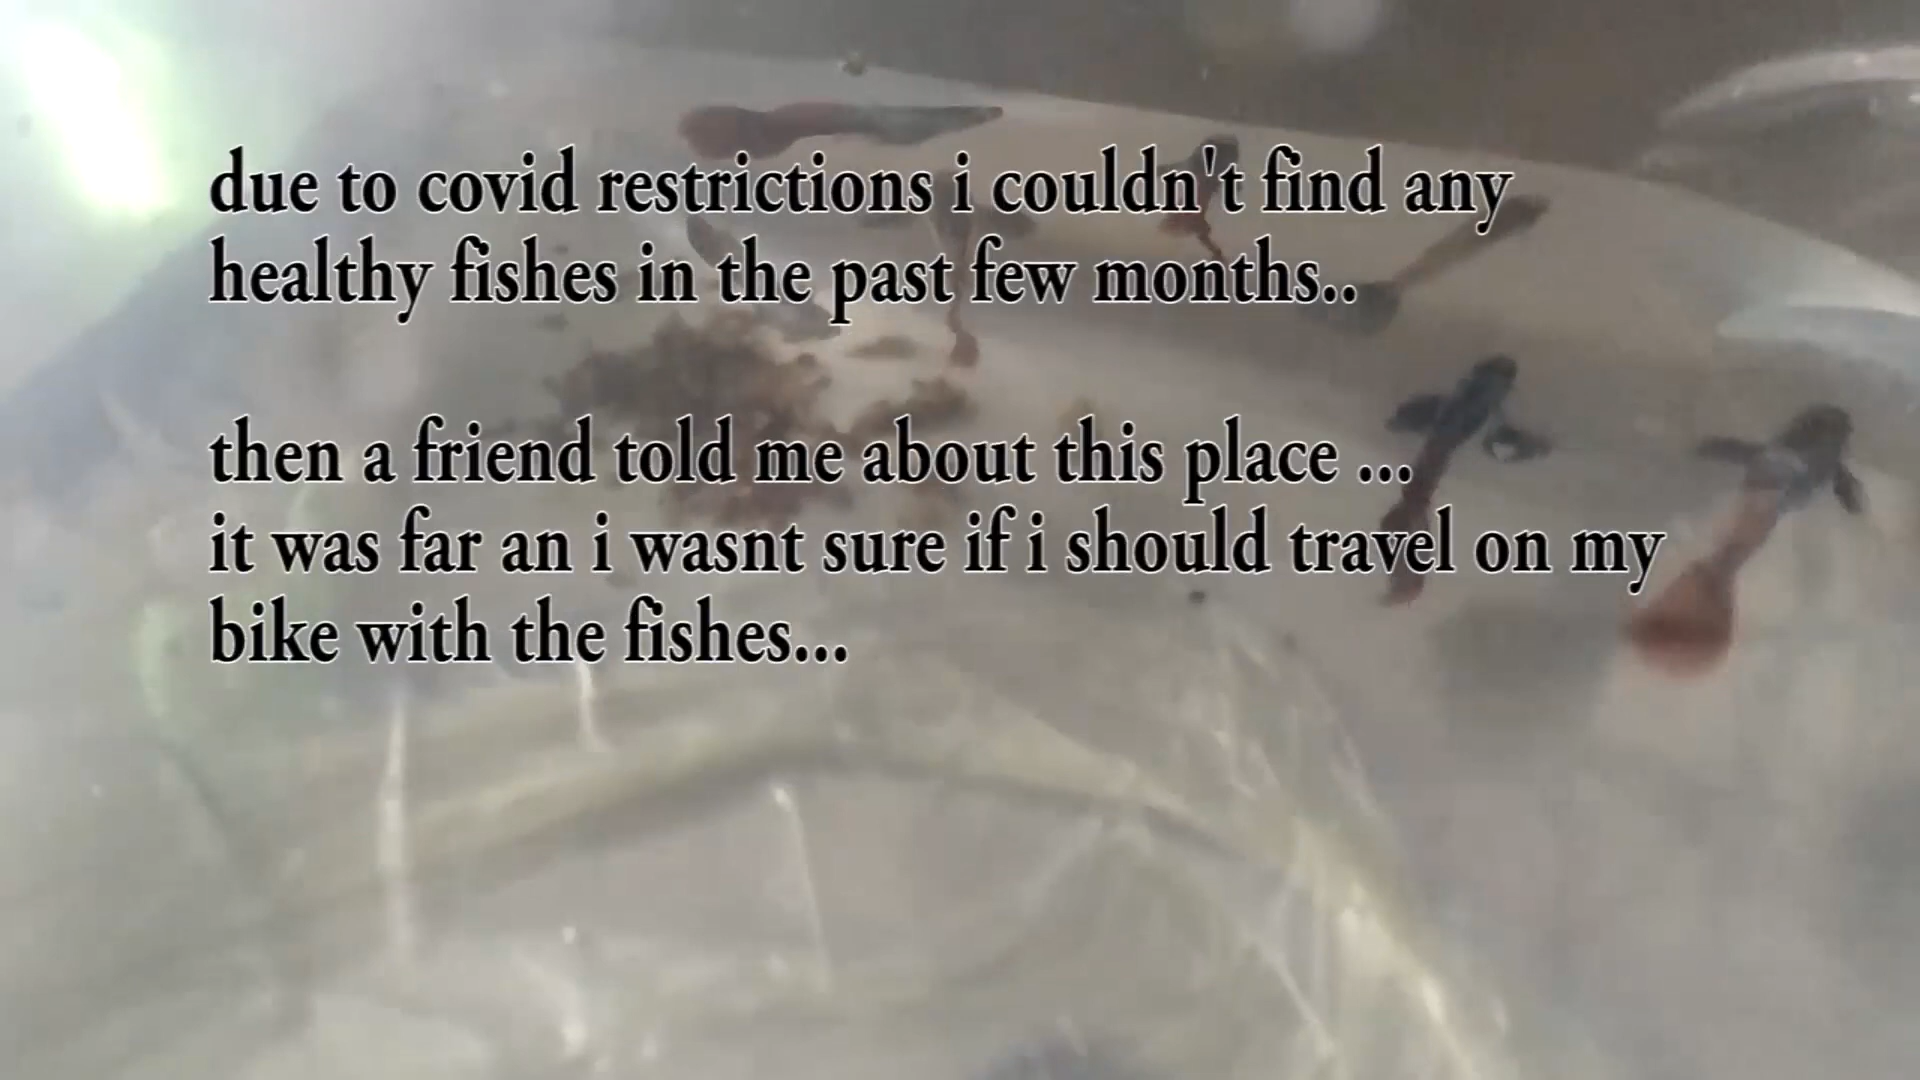 due to covid restrictions i couldn't find any
healthy fishes in the past few months..
then a friend told me about this place ...
it was far an i wasnt sure if i should travel on my
bike with the fishes...